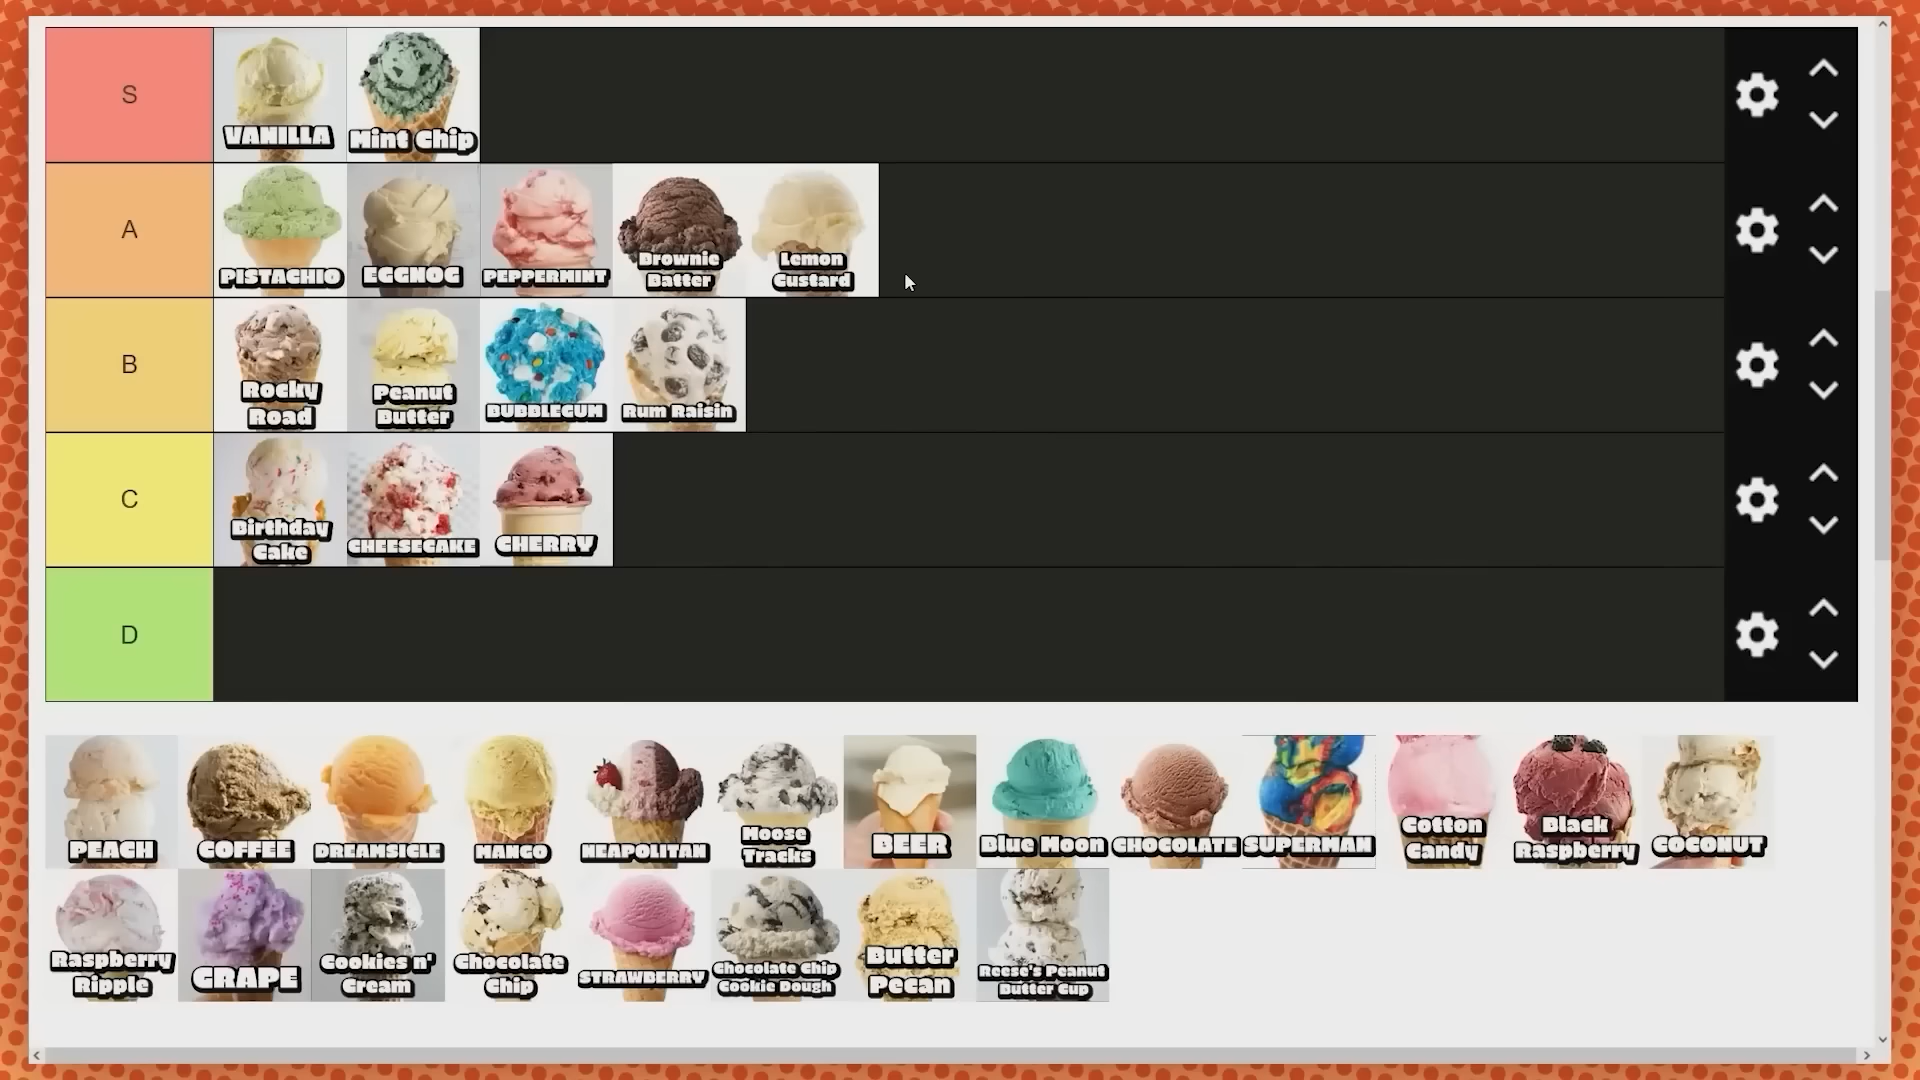 S
VANILLA
Mint Chip
A
PISTACHIO
EGGNOG
PEPPERMINT
Brownie
Batter
Lemon
Custard
B
Rocky
Road
Peanut
Butter
BUBBLEGUM
Rum Raisin
C
Birthday
Cake
CHEESECAKE
CHERRY
D
PEACH
COFFEE
DREAMSICLE
MANGO
NEAPOLITAN
Moose
Tracks
BEER
Blue Moon
CHOCOLATE
SUPERMAN
Cotton
Candy
Black
Raspberry
COCONUT
Raspberry
Ripple
GRAPE
Cookies n'
Cream
Chocolate
Chip
STRAWBERRY
Chocolate Chip
Cookie Dough
Butter
Pecan
Reese's Peanut
Butter Cup